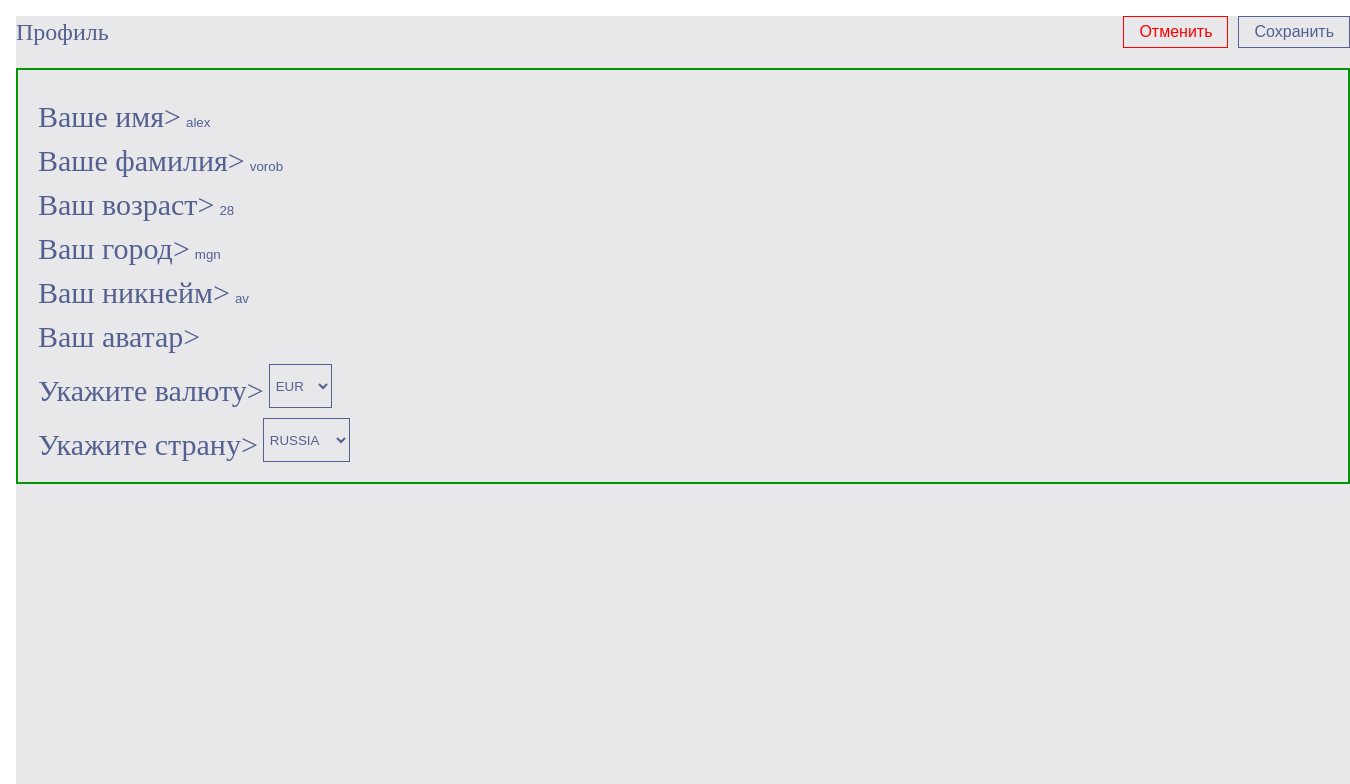 Профиль Отменить Сохранить
Ваше имя> alex
Ваше фамилия> vorob
Ваш возраст> 28
Ваш город> mgn
Ваш никнейм> av
Ваш аватар>
Укажите валюту> EUR
Укажите страну> RUSSIA